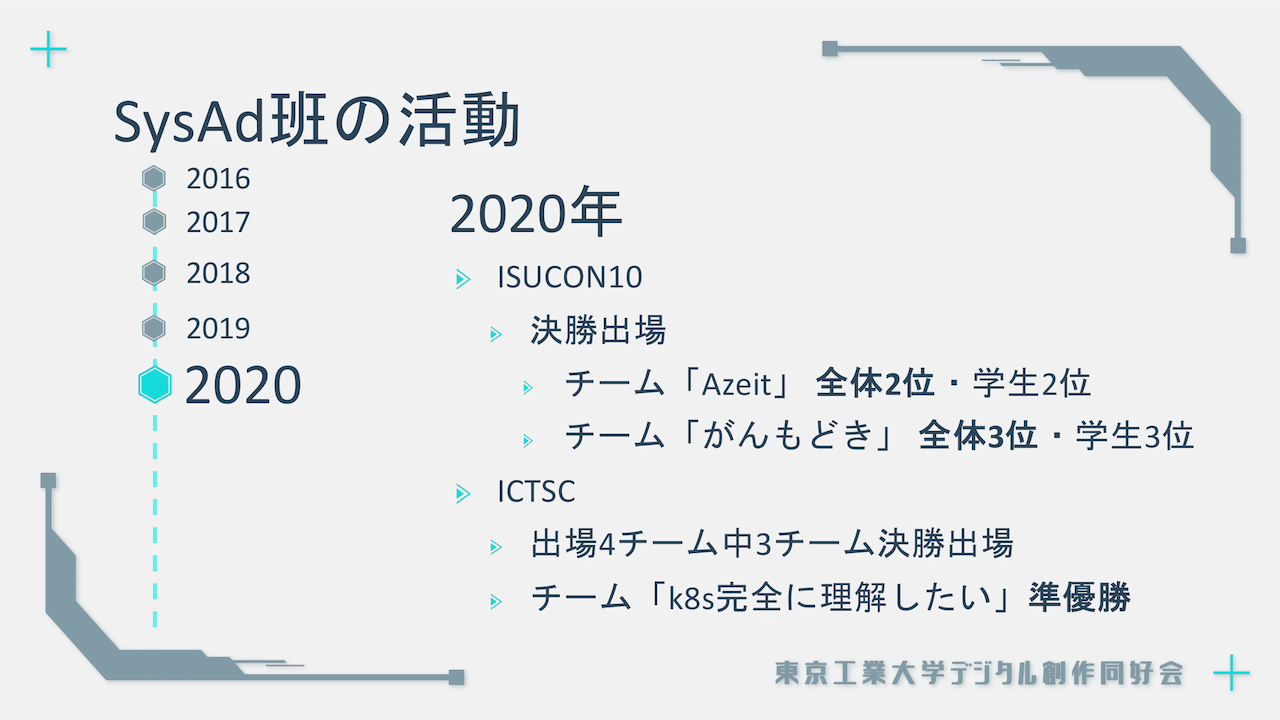 SysAd班の活動
2016
2017
2018
2019
2020
2020年
ISUCON10
決勝出場
チーム「Azeit」 全体2位・学生2位
チーム「がんもどき」 全体3位・学生3位
ICTSC
出場4チーム中3チーム決勝出場
チーム「k8s完全に理解したい」準優勝
東京工業大学デジタル創作同好会